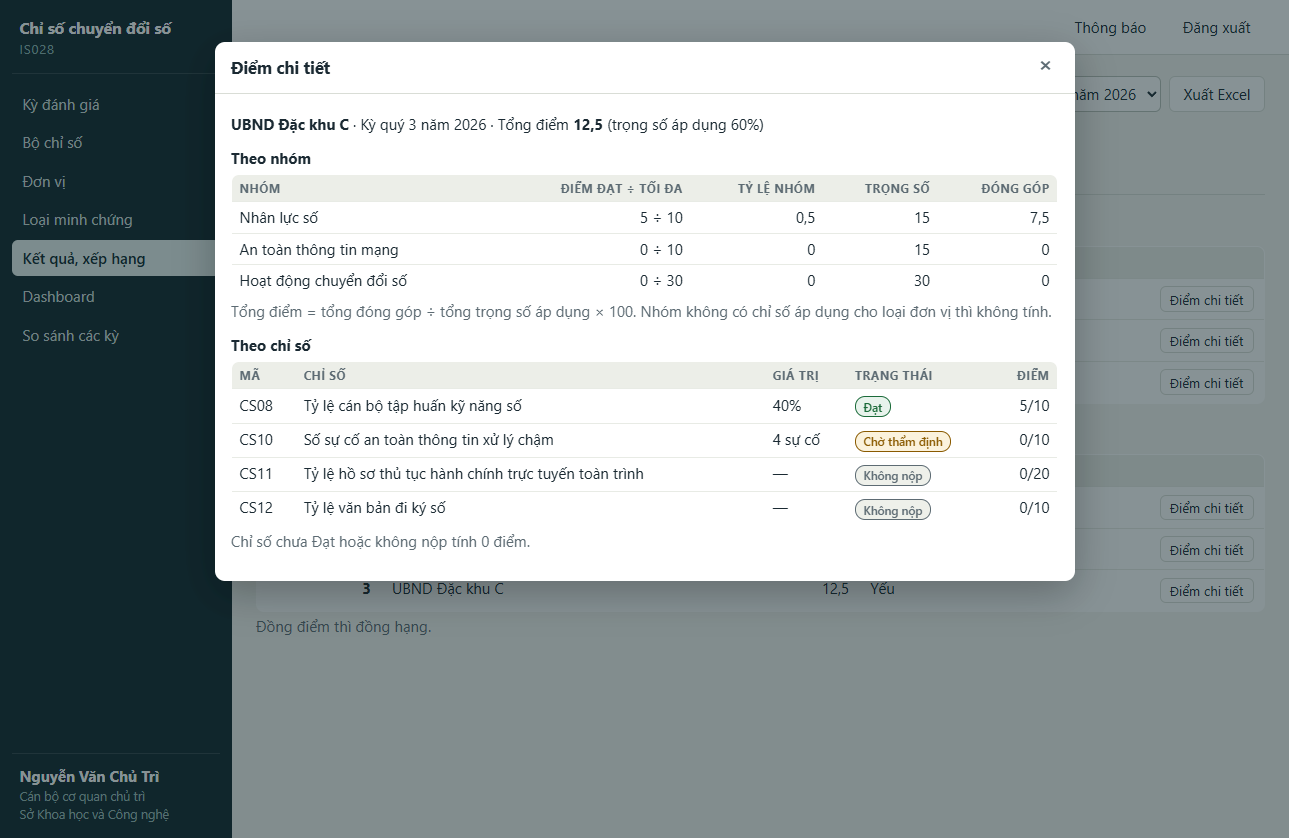 Chỉ số chuyển đổi số
IS028
Thông báo Đăng xuất
Điểm chi tiết ×
Kỳ đánh giá
năm 2026 Xuất Excel
Bộ chỉ số
Đơn vị
Loại minh chứng
Kết quả, xếp hạng
Dashboard
So sánh các kỳ
UBND Đặc khu C · Kỳ quý 3 năm 2026 · Tổng điểm 12,5 (trọng số áp dụng 60%)
Theo nhóm
NHÓM ĐIỂM ĐẠT ÷ TỐI ĐA TỶ LỆ NHÓM TRỌNG SỐ ĐÓNG GÓP
Nhân lực số 5 ÷ 10 0,5 15 7,5
An toàn thông tin mạng 0 ÷ 10 0 15 0
Hoạt động chuyển đổi số 0 ÷ 30 0 30 0
Tổng điểm = tổng đóng góp ÷ tổng trọng số áp dụng × 100. Nhóm không có chỉ số áp dụng cho loại đơn vị thì không tính.
Theo chỉ số
MÃ CHỈ SỐ GIÁ TRỊ TRẠNG THÁI ĐIỂM
CS08 Tỷ lệ cán bộ tập huấn kỹ năng số 40% Đạt 5/10
CS10 Số sự cố an toàn thông tin xử lý chậm 4 sự cố Chờ thẩm định 0/10
CS11 Tỷ lệ hồ sơ thủ tục hành chính trực tuyến toàn trình — Không nộp 0/20
CS12 Tỷ lệ văn bản đi ký số — Không nộp 0/10
Chỉ số chưa Đạt hoặc không nộp tính 0 điểm.
Điểm chi tiết
Điểm chi tiết
Điểm chi tiết
Điểm chi tiết
Điểm chi tiết
3 UBND Đặc khu C 12,5 Yếu Điểm chi tiết
Đồng điểm thì đồng hạng.
Nguyễn Văn Chủ Trì
Cán bộ cơ quan chủ trì
Sở Khoa học và Công nghệ